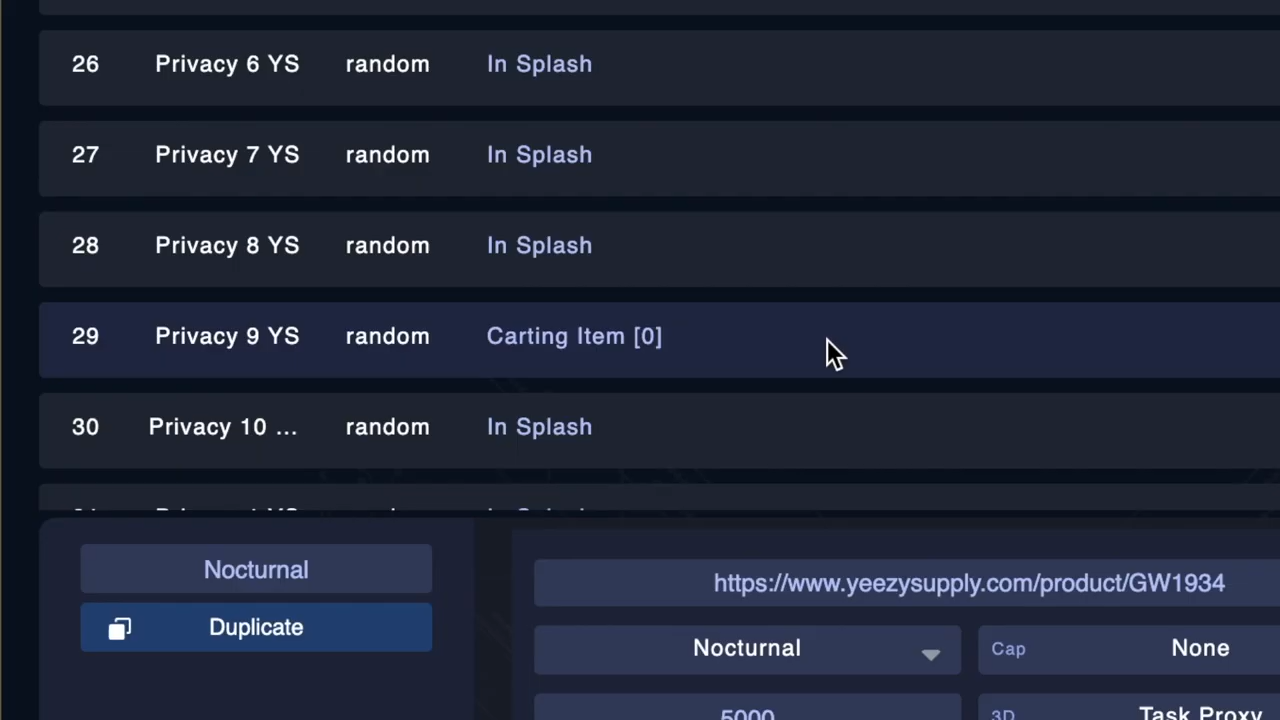 26 Privacy 6 YS random In Splash
27 Privacy 7 YS random In Splash
28 Privacy 8 YS random In Splash
29 Privacy 9 YS random Carting Item [0]
30 Privacy 10 ... random In Splash
Nocturnal
https://www.yeezysupply.com/product/GW1934
Duplicate
Nocturnal Cap None
5000 3D Task Proxy